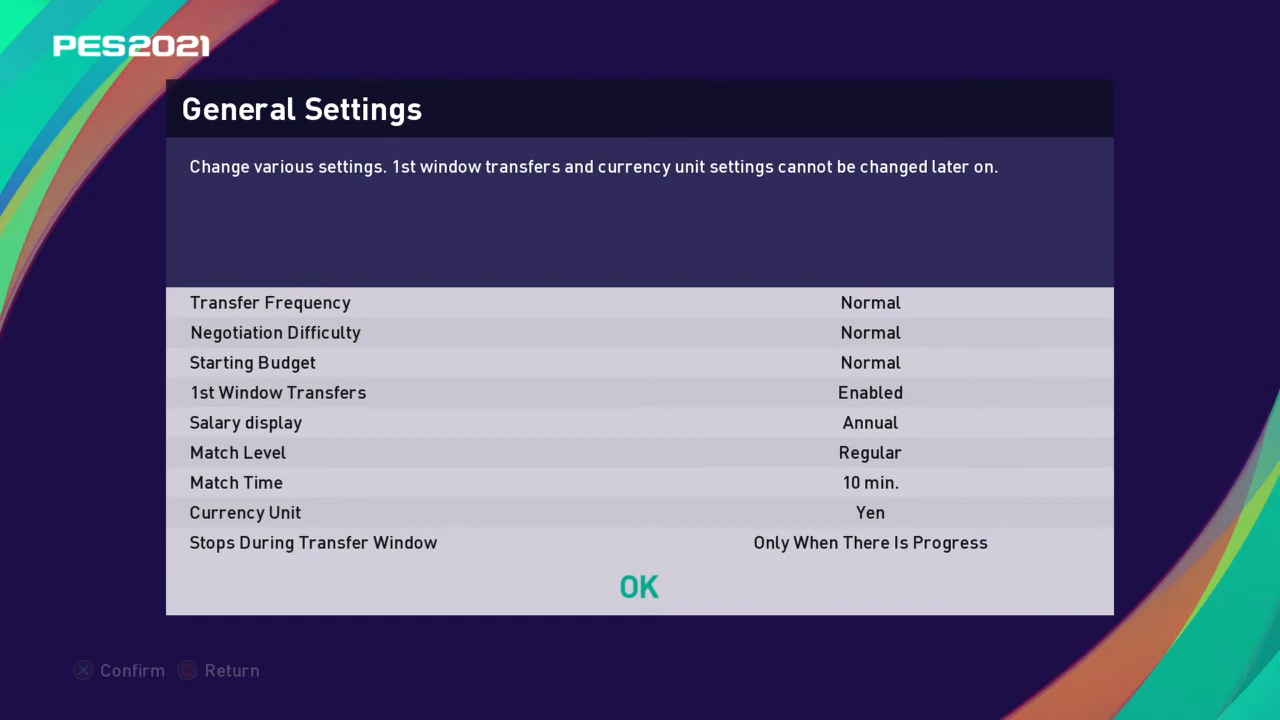 PES2021
General Settings
Change various settings. 1st window transfers and currency unit settings cannot be changed later on.
Transfer Frequency Normal
Negotiation Difficulty Normal
Starting Budget Normal
1st Window Transfers Enabled
Salary display Annual
Match Level Regular
Match Time 10 min.
Currency Unit Yen
Stops During Transfer Window Only When There Is Progress
OK
Confirm Return